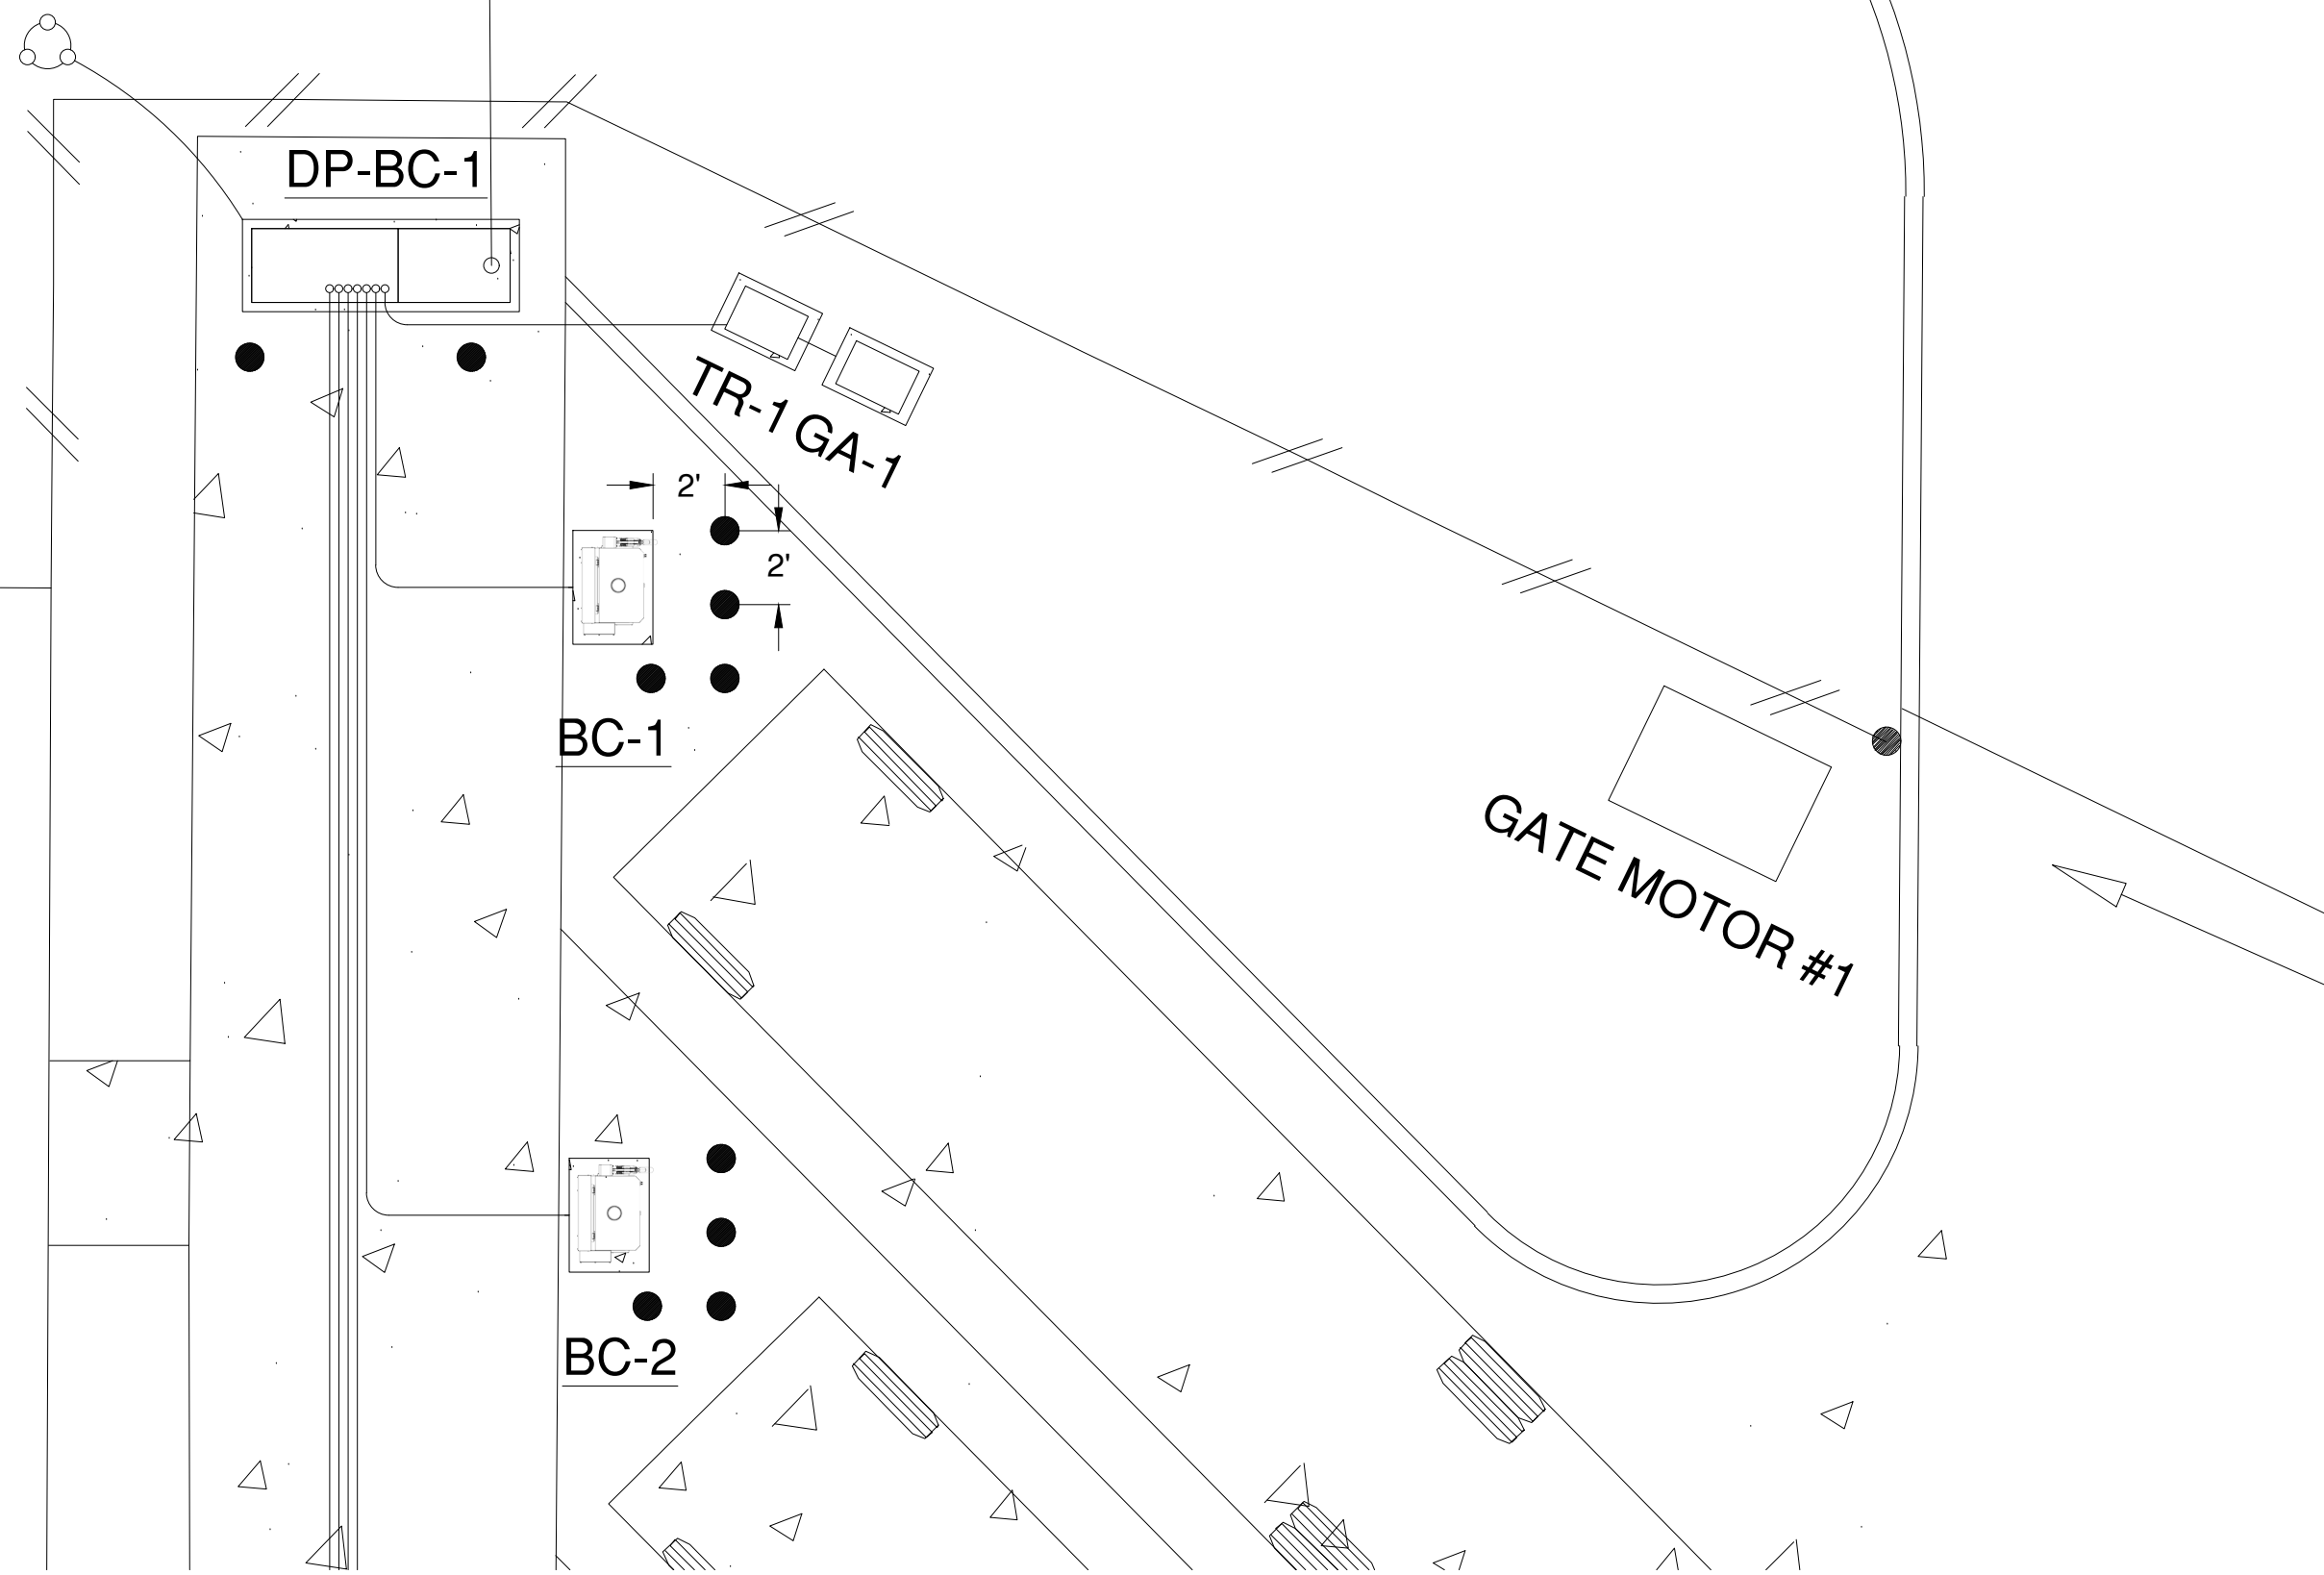 DP-BC-1
TR-1 GA-1
2'
2'
BC-1
GATE MOTOR #1
BC-2